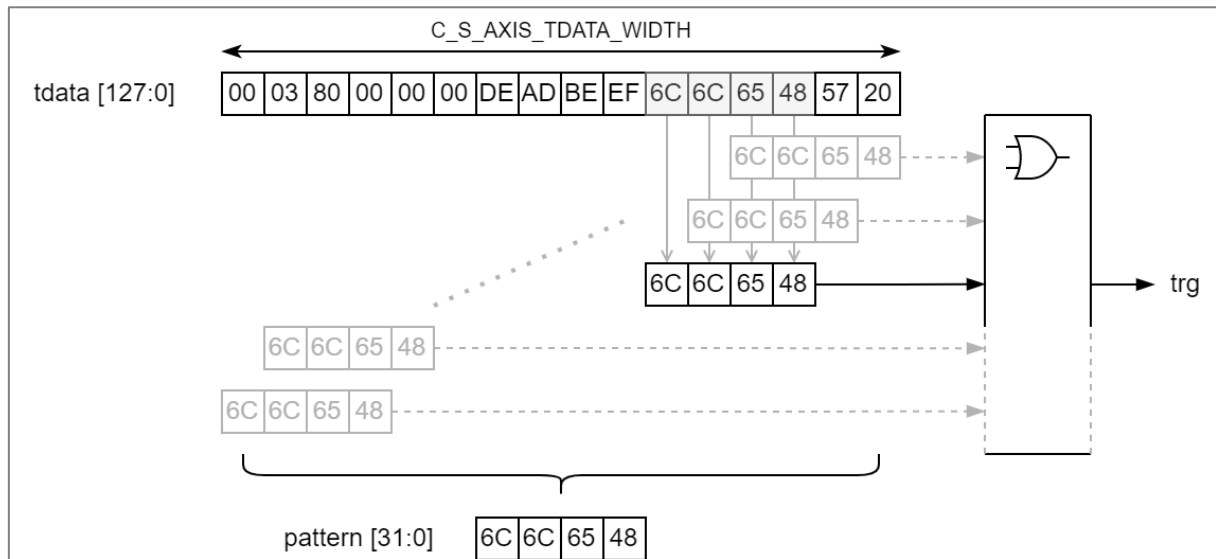 C_S_AXIS_TDATA_WIDTH
tdata [127:0] 00 03 80 00 00 00 DE AD BE EF 6C 6C 65 48 57 20
6C 6C 65 48
6C 6C 65 48
6C 6C 65 48 trg
6C 6C 65 48
6C 6C 65 48
pattern [31:0] 6C 6C 65 48